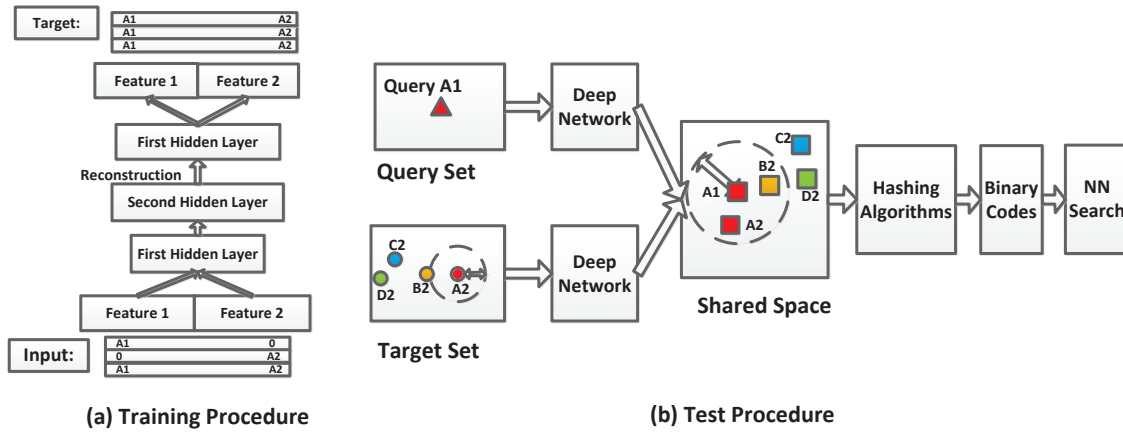 Target:
A1 A2
A1 A2
A1 A2
Feature 1 Feature 2
First Hidden Layer
Reconstruction
Second Hidden Layer
First Hidden Layer
Feature 1 Feature 2
Input:
A1 0
0 A2
A1 A2
(a) Training Procedure
Query A1
Query Set
Deep
Network
C2
D2
B2
A2
Target Set
Deep
Network
C2
B2
A1
D2
A2
Shared Space
Hashing
Algorithms
Binary
Codes
NN
Search
(b) Test Procedure